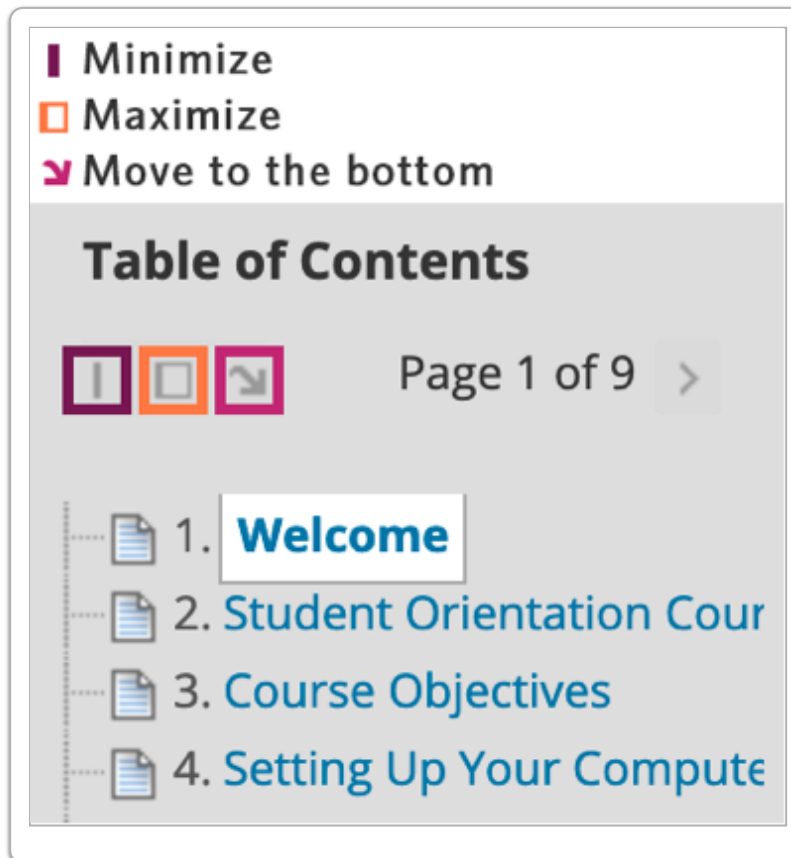 Minimize
Maximize
Move to the bottom
Table of Contents
Page 1 of 9
1. Welcome
2. Student Orientation Cour
3. Course Objectives
4. Setting Up Your Compute